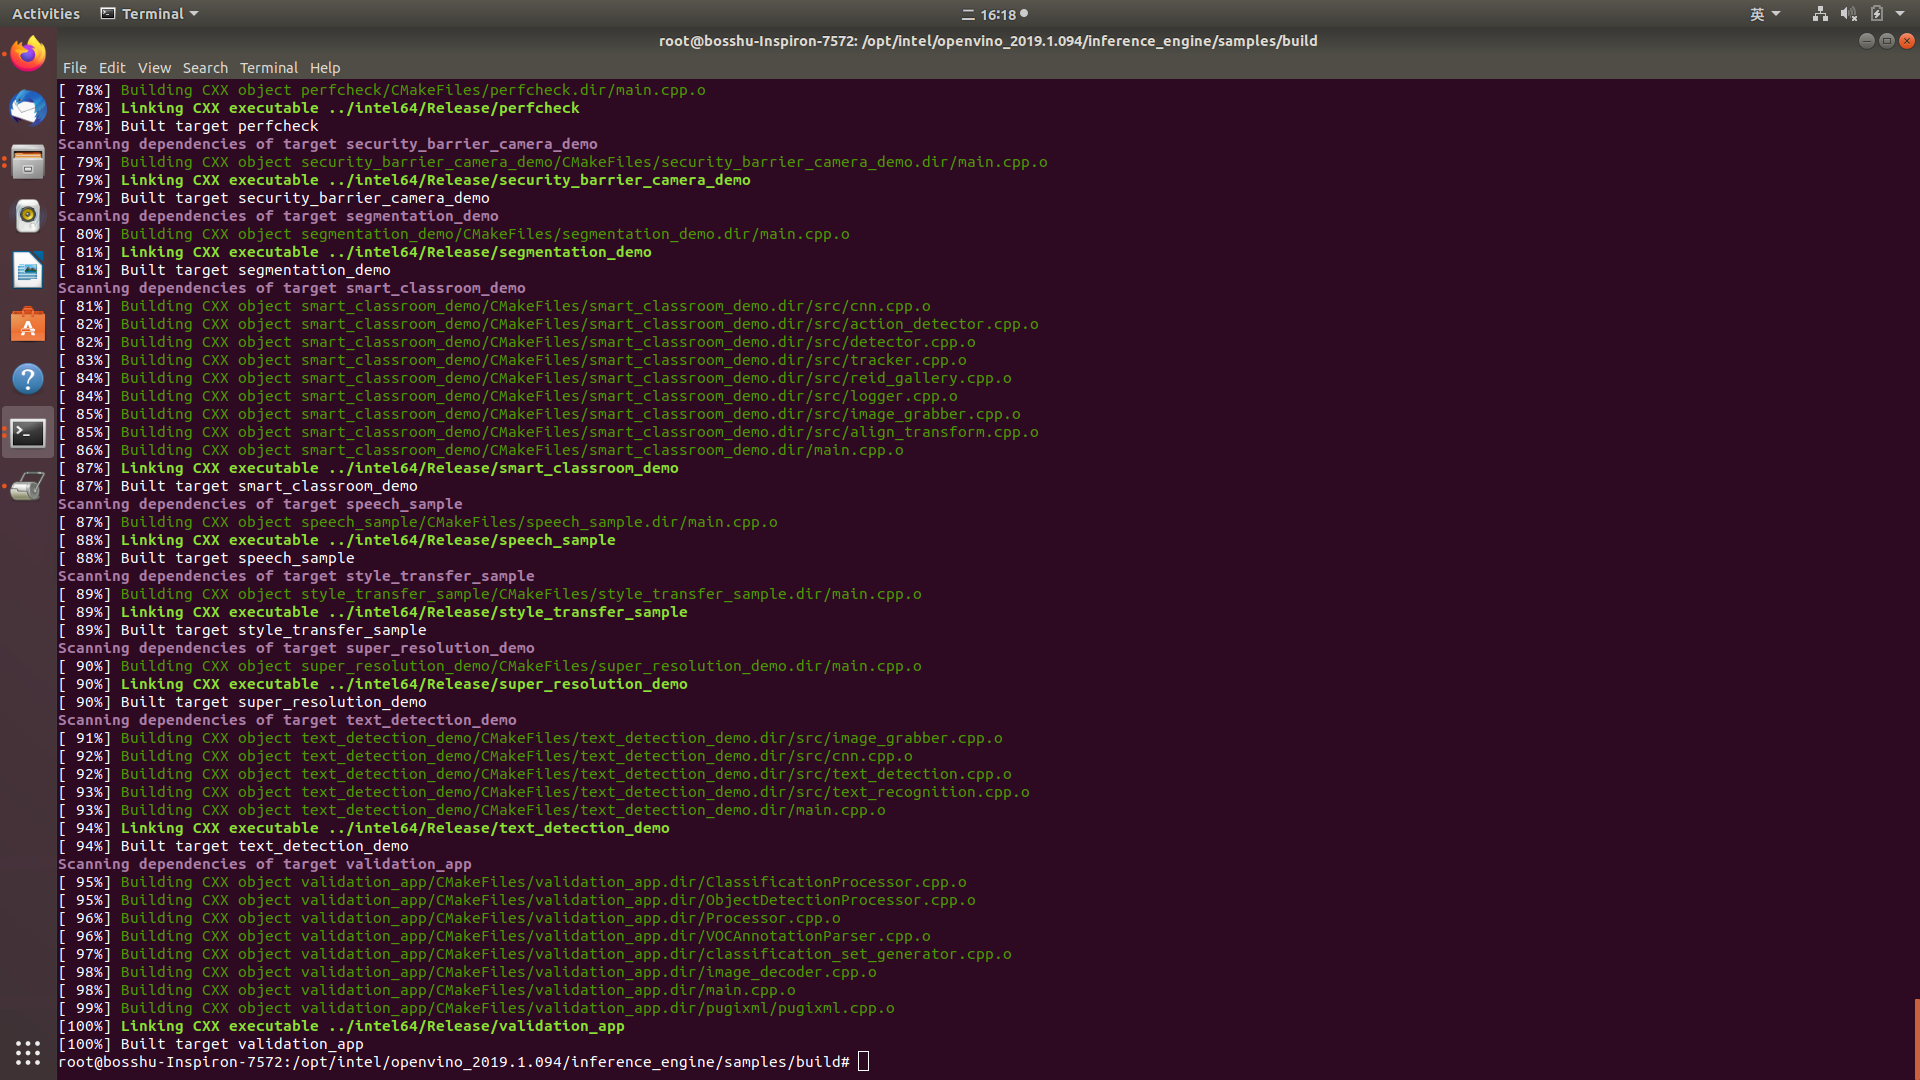 Activities Terminal 二 16:18 英
root@bosshu-Inspiron-7572: /opt/intel/openvino_2019.1.094/inference_engine/samples/build
File Edit View Search Terminal Help
[ 78%] Building CXX object perfcheck/CMakeFiles/perfcheck.dir/main.cpp.o
[ 78%] Linking CXX executable ../intel64/Release/perfcheck
[ 78%] Built target perfcheck
Scanning dependencies of target security_barrier_camera_demo
[ 79%] Building CXX object security_barrier_camera_demo/CMakeFiles/security_barrier_camera_demo.dir/main.cpp.o
[ 79%] Linking CXX executable ../intel64/Release/security_barrier_camera_demo
[ 79%] Built target security_barrier_camera_demo
Scanning dependencies of target segmentation_demo
[ 80%] Building CXX object segmentation_demo/CMakeFiles/segmentation_demo.dir/main.cpp.o
[ 81%] Linking CXX executable ../intel64/Release/segmentation_demo
[ 81%] Built target segmentation_demo
Scanning dependencies of target smart_classroom_demo
[ 81%] Building CXX object smart_classroom_demo/CMakeFiles/smart_classroom_demo.dir/src/cnn.cpp.o
[ 82%] Building CXX object smart_classroom_demo/CMakeFiles/smart_classroom_demo.dir/src/action_detector.cpp.o
[ 82%] Building CXX object smart_classroom_demo/CMakeFiles/smart_classroom_demo.dir/src/detector.cpp.o
[ 83%] Building CXX object smart_classroom_demo/CMakeFiles/smart_classroom_demo.dir/src/tracker.cpp.o
[ 84%] Building CXX object smart_classroom_demo/CMakeFiles/smart_classroom_demo.dir/src/reid_gallery.cpp.o
[ 84%] Building CXX object smart_classroom_demo/CMakeFiles/smart_classroom_demo.dir/src/logger.cpp.o
[ 85%] Building CXX object smart_classroom_demo/CMakeFiles/smart_classroom_demo.dir/src/image_grabber.cpp.o
[ 85%] Building CXX object smart_classroom_demo/CMakeFiles/smart_classroom_demo.dir/src/align_transform.cpp.o
[ 86%] Building CXX object smart_classroom_demo/CMakeFiles/smart_classroom_demo.dir/main.cpp.o
[ 87%] Linking CXX executable ../intel64/Release/smart_classroom_demo
[ 87%] Built target smart_classroom_demo
Scanning dependencies of target speech_sample
[ 87%] Building CXX object speech_sample/CMakeFiles/speech_sample.dir/main.cpp.o
[ 88%] Linking CXX executable ../intel64/Release/speech_sample
[ 88%] Built target speech_sample
Scanning dependencies of target style_transfer_sample
[ 89%] Building CXX object style_transfer_sample/CMakeFiles/style_transfer_sample.dir/main.cpp.o
[ 89%] Linking CXX executable ../intel64/Release/style_transfer_sample
[ 89%] Built target style_transfer_sample
Scanning dependencies of target super_resolution_demo
[ 90%] Building CXX object super_resolution_demo/CMakeFiles/super_resolution_demo.dir/main.cpp.o
[ 90%] Linking CXX executable ../intel64/Release/super_resolution_demo
[ 90%] Built target super_resolution_demo
Scanning dependencies of target text_detection_demo
[ 91%] Building CXX object text_detection_demo/CMakeFiles/text_detection_demo.dir/src/image_grabber.cpp.o
[ 92%] Building CXX object text_detection_demo/CMakeFiles/text_detection_demo.dir/src/cnn.cpp.o
[ 92%] Building CXX object text_detection_demo/CMakeFiles/text_detection_demo.dir/src/text_detection.cpp.o
[ 93%] Building CXX object text_detection_demo/CMakeFiles/text_detection_demo.dir/src/text_recognition.cpp.o
[ 93%] Building CXX object text_detection_demo/CMakeFiles/text_detection_demo.dir/main.cpp.o
[ 94%] Linking CXX executable ../intel64/Release/text_detection_demo
[ 94%] Built target text_detection_demo
Scanning dependencies of target validation_app
[ 95%] Building CXX object validation_app/CMakeFiles/validation_app.dir/ClassificationProcessor.cpp.o
[ 95%] Building CXX object validation_app/CMakeFiles/validation_app.dir/ObjectDetectionProcessor.cpp.o
[ 96%] Building CXX object validation_app/CMakeFiles/validation_app.dir/Processor.cpp.o
[ 96%] Building CXX object validation_app/CMakeFiles/validation_app.dir/VOCAnnotationParser.cpp.o
[ 97%] Building CXX object validation_app/CMakeFiles/validation_app.dir/classification_set_generator.cpp.o
[ 98%] Building CXX object validation_app/CMakeFiles/validation_app.dir/image_decoder.cpp.o
[ 98%] Building CXX object validation_app/CMakeFiles/validation_app.dir/main.cpp.o
[ 99%] Building CXX object validation_app/CMakeFiles/validation_app.dir/pugixml/pugixml.cpp.o
[100%] Linking CXX executable ../intel64/Release/validation_app
[100%] Built target validation_app
root@bosshu-Inspiron-7572:/opt/intel/openvino_2019.1.094/inference_engine/samples/build#